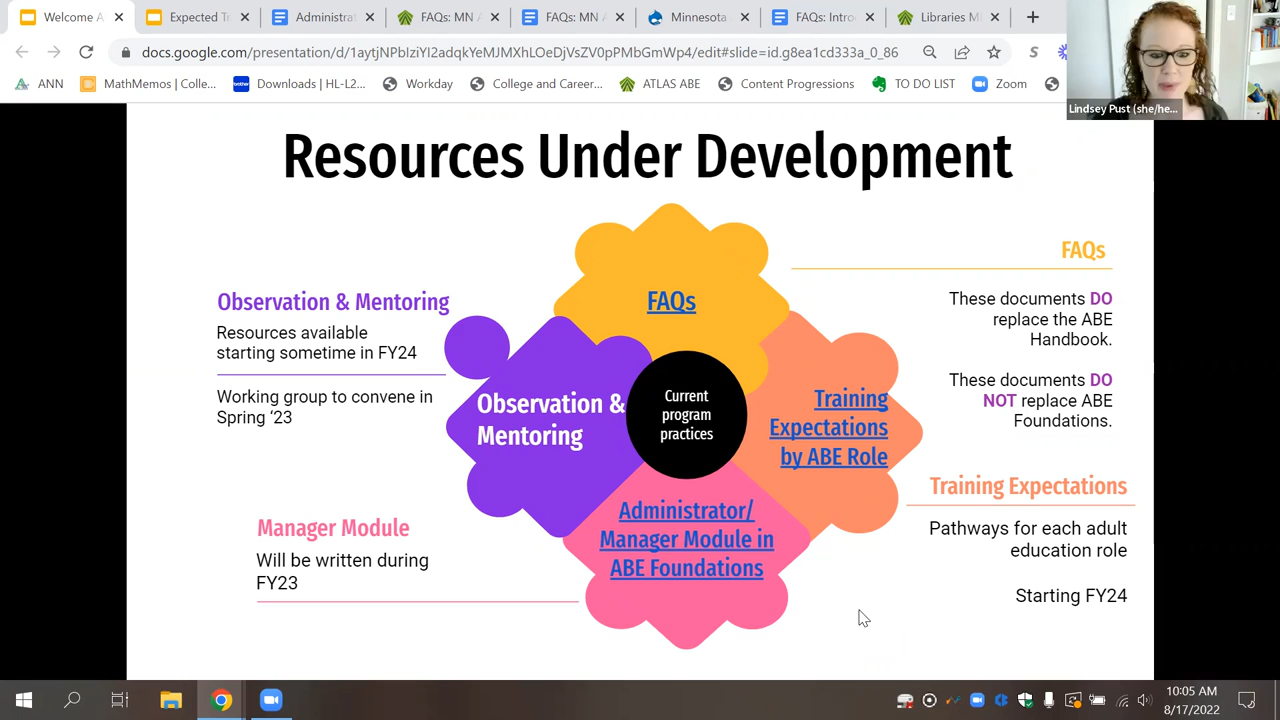 Welcome A
Expected Tr
Administrat
FAQs: MN A
FAQs: MN A
Minnesota
FAQs: Intro
Libraries M
docs.google.com/presentation/d/1aytjNPbIziYI2adqkYeMJMXhLOeDjVsZV0pPMbGmWp4/edit#slide=id.g8ea1cd333a_0_86
ANN
MathMemos | Colle...
Downloads | HL-L2...
Workday
College and Career...
ATLAS ABE
Content Progressions
TO DO LIST
Zoom
Lindsey Pust (she/he...
Resources Under Development
Observation & Mentoring
Resources available
starting sometime in FY24
Working group to convene in
Spring '23
Manager Module
Will be written during
FY23
FAQs
Observation &
Mentoring
Current
program
practices
Training
Expectations
by ABE Role
Administrator/
Manager Module in
ABE Foundations
FAQs
These documents DO
replace the ABE
Handbook.
These documents DO
NOT replace ABE
Foundations.
Training Expectations
Pathways for each adult
education role
Starting FY24
10:05 AM
8/17/2022